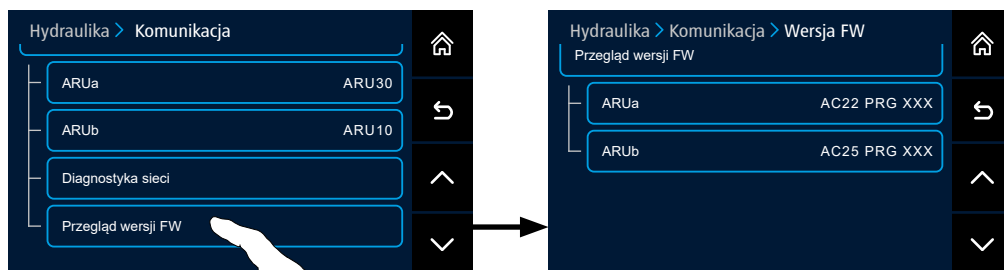 Hydraulika > Komunikacja
ARUa ARU30
ARUb ARU10
Diagnostyka sieci
Przegląd wersji FW
Hydraulika > Komunikacja > Wersja FW
Przegląd wersji FW
ARUa AC22 PRG XXX
ARUb AC25 PRG XXX